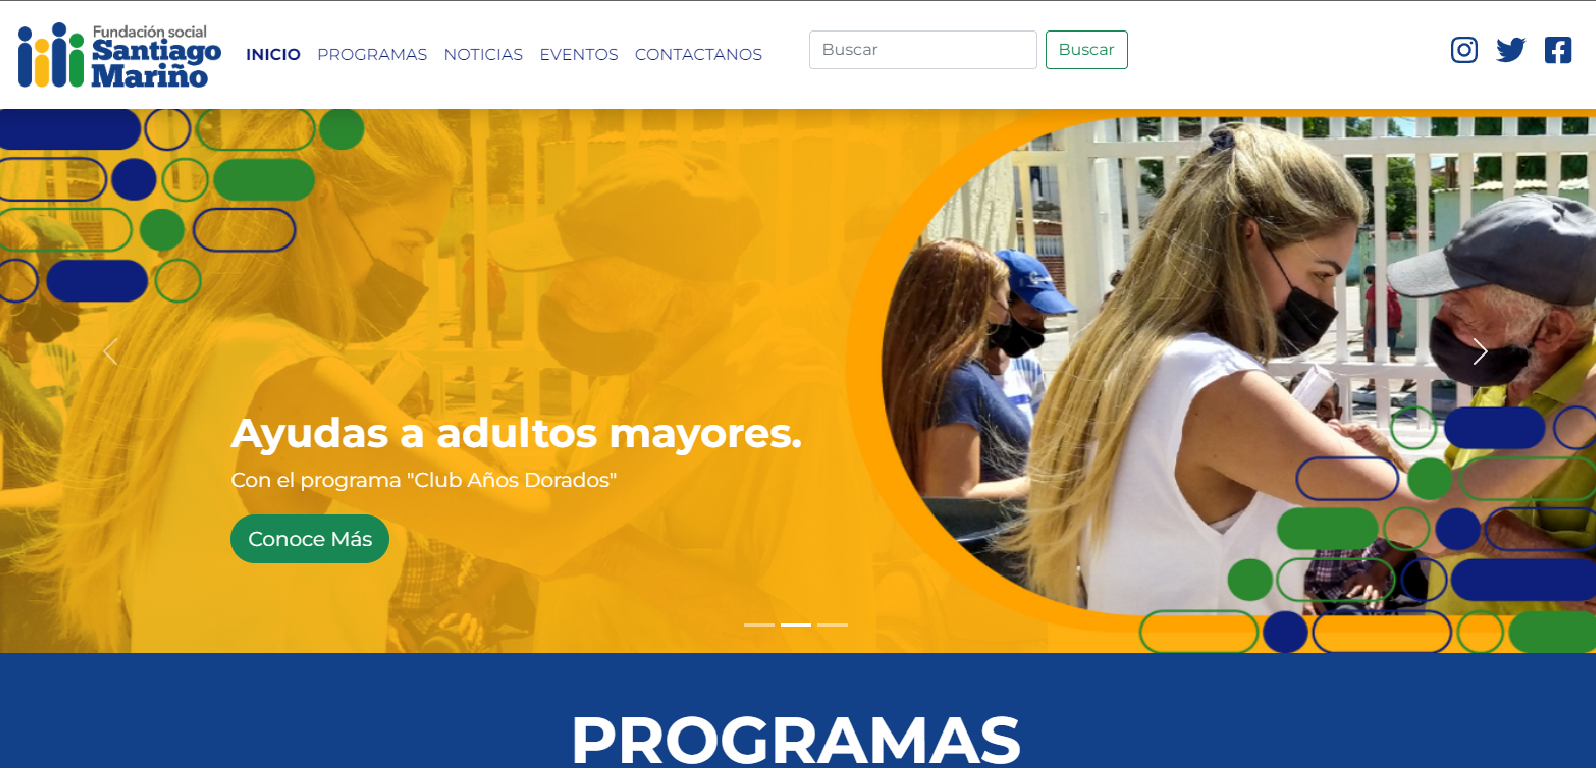 Fundación social
Santiago
Mariño
INICIO PROGRAMAS NOTICIAS EVENTOS CONTACTANOS
Buscar
Buscar
Ayudas a adultos mayores.
Con el programa "Club Años Dorados"
Conoce Más
PROGRAMAS